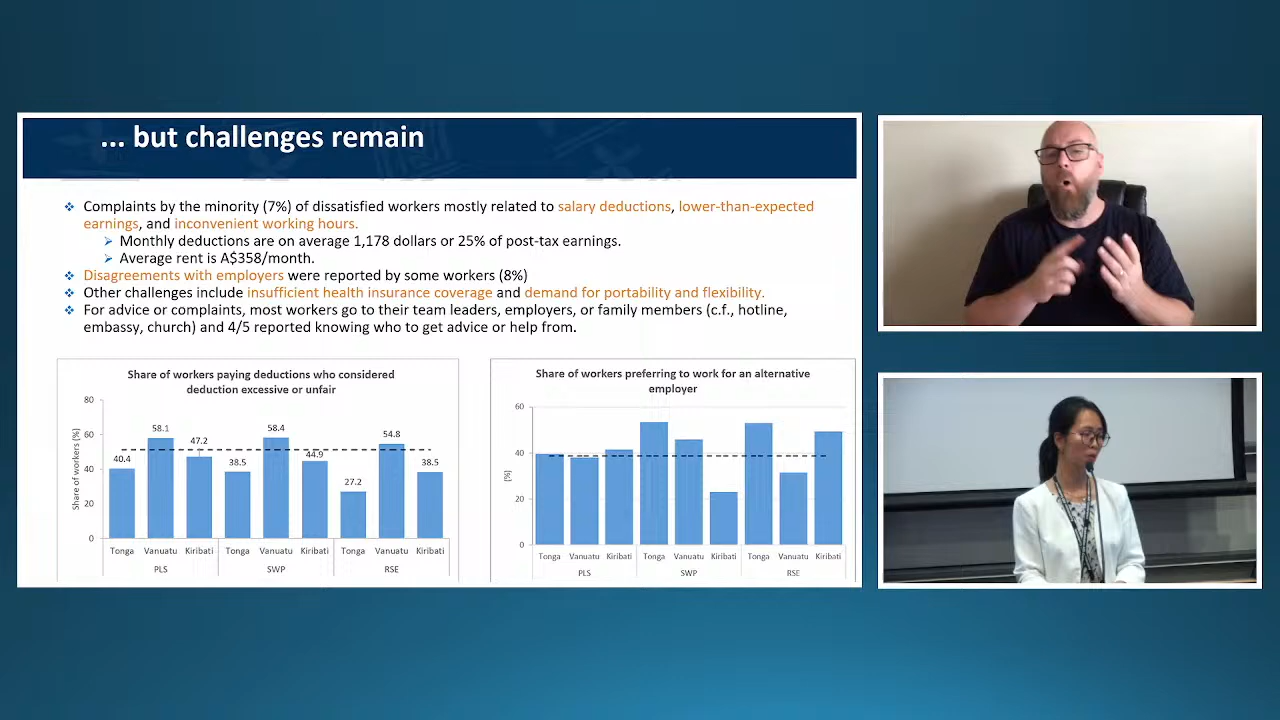 ... but challenges remain
❖ Complaints by the minority (7%) of dissatisfied workers mostly related to salary deductions, lower-than-expected
earnings, and inconvenient working hours.
➢ Monthly deductions are on average 1,178 dollars or 25% of post-tax earnings.
➢ Average rent is A$358/month.
❖ Disagreements with employers were reported by some workers (8%)
❖ Other challenges include insufficient health insurance coverage and demand for portability and flexibility.
❖ For advice or complaints, most workers go to their team leaders, employers, or family members (c.f., hotline,
embassy, church) and 4/5 reported knowing who to get advice or help from.
Share of workers paying deductions who considered
deduction excessive or unfair
Share of workers (%)
80
60
40
20
0
40.4
58.1
47.2
38.5
58.4
44.9
27.2
54.8
38.5
Tonga Vanuatu Kiribati Tonga Vanuatu Kiribati Tonga Vanuatu Kiribati
PLS SWP RSE
Share of workers preferring to work for an alternative
employer
(%)
60
40
20
0
Tonga Vanuatu Kiribati Tonga Vanuatu Kiribati Tonga Vanuatu Kiribati
PLS SWP RSE